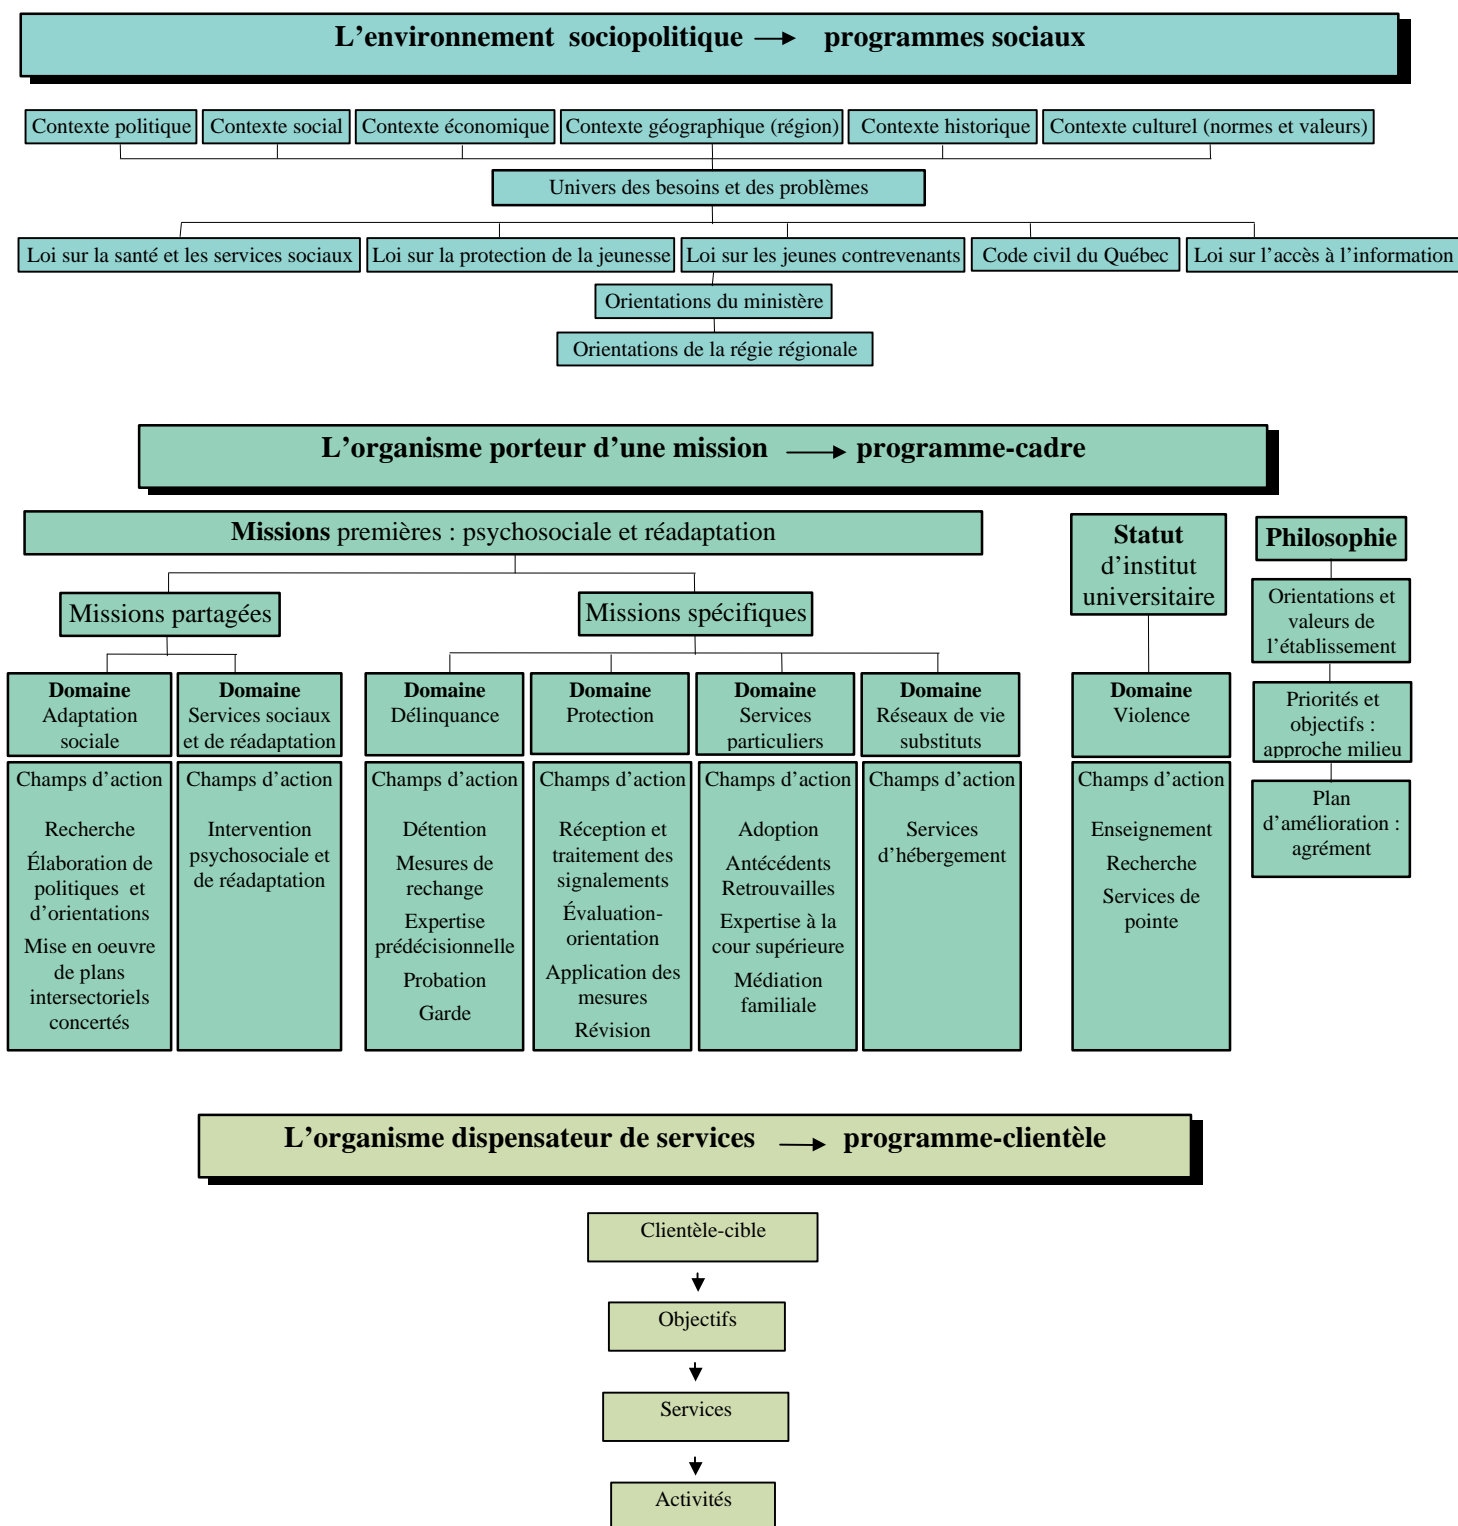 L'environnement sociopolitique → programmes sociaux
Contexte politique
Contexte social
Contexte économique
Contexte géographique (région)
Contexte historique
Contexte culturel (normes et valeurs)
Univers des besoins et des problèmes
Loi sur la santé et les services sociaux
Loi sur la protection de la jeunesse
Loi sur les jeunes contrevenants
Code civil du Québec
Loi sur l'accès à l'information
Orientations du ministère
Orientations de la régie régionale
L'organisme porteur d'une mission → programme-cadre
Missions premières : psychosociale et réadaptation
Missions partagées
Missions spécifiques
Domaine
Adaptation
sociale
Champs d'action
Recherche
Élaboration de
politiques et
d'orientations
Mise en oeuvre
de plans
intersectoriels
concertés
Domaine
Services sociaux
et de réadaptation
Champs d'action
Intervention
psychosociale et
de réadaptation
Domaine
Délinquance
Champs d'action
Détention
Mesures de
rechange
Expertise
prédécisionnelle
Probation
Garde
Domaine
Protection
Champs d'action
Réception et
traitement des
signalements
Évaluation-
orientation
Application des
mesures
Révision
Domaine
Services
particuliers
Champs d'action
Adoption
Antécédents
Retrouvailles
Expertise à la
cour supérieure
Médiation
familiale
Domaine
Réseaux de vie
substituts
Champs d'action
Services
d'hébergement
Statut
d'institut
universitaire
Domaine
Violence
Champs d'action
Enseignement
Recherche
Services de
pointe
Philosophie
Orientations et
valeurs de
l'établissement
Priorités et
objectifs :
approche milieu
Plan
d'amélioration :
agrément
L'organisme dispensateur de services → programme-clientèle
Clientèle-cible
Objectifs
Services
Activités